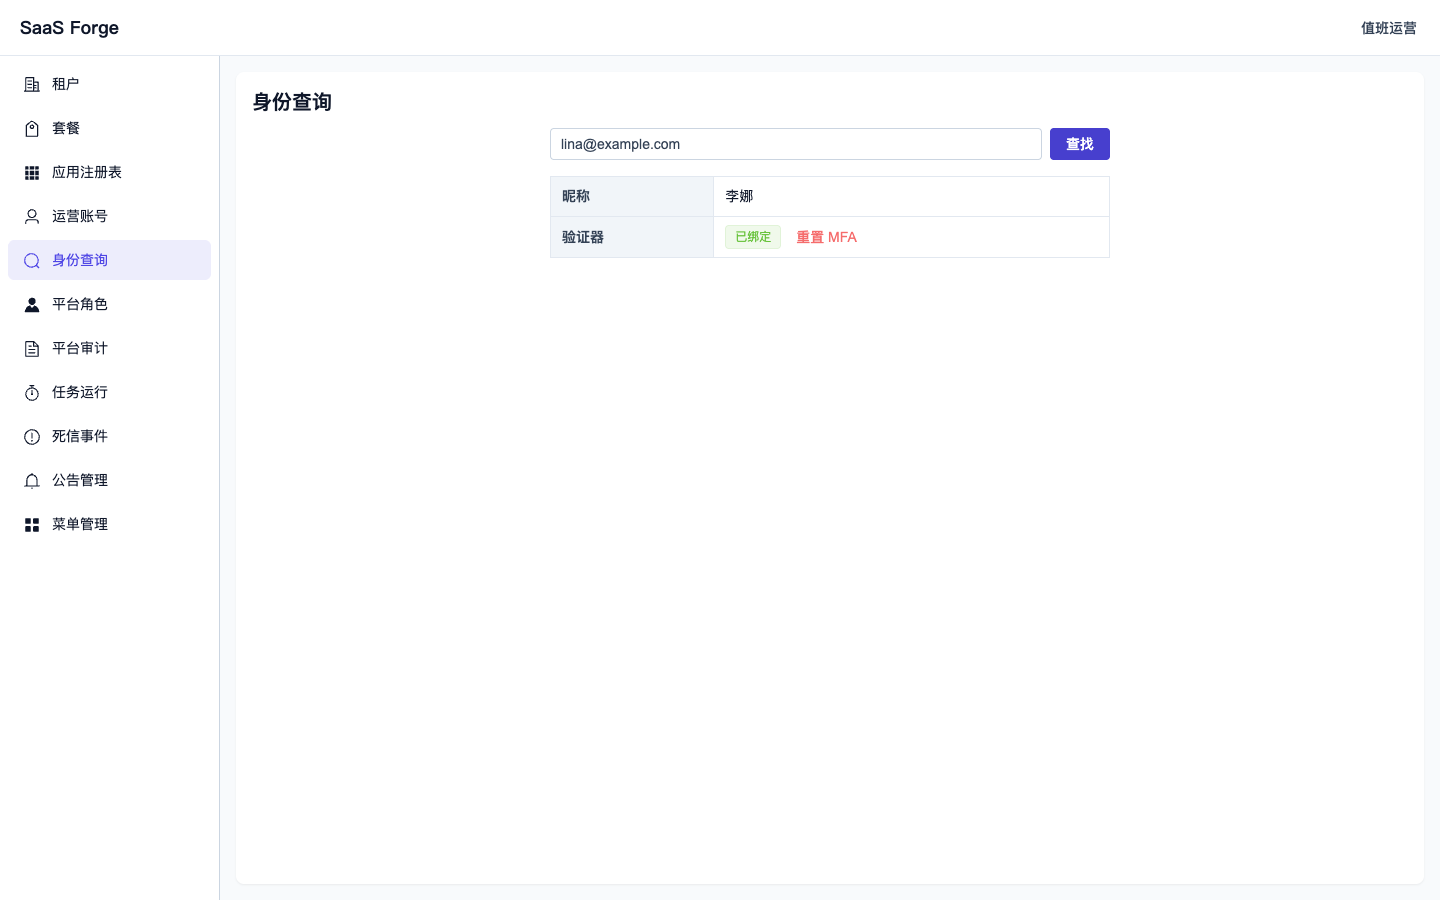 SaaS Forge
值班运营
租户
套餐
应用注册表
运营账号
身份查询
平台角色
平台审计
任务运行
死信事件
公告管理
菜单管理
身份查询
lina@example.com
查找
昵称 李娜
验证器 已绑定 重置 MFA